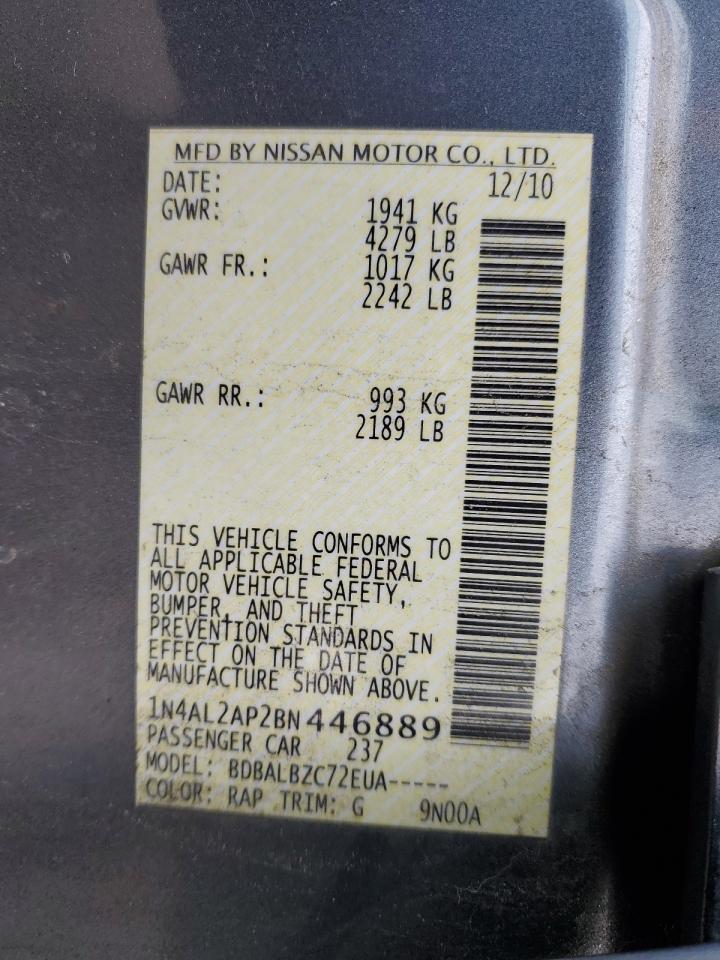 MFD BY NISSAN MOTOR CO., LTD.
DATE: 12/10
GVWR: 1941 KG
4279 LB
GAWR FR.: 1017 KG
2242 LB
GAWR RR.: 993 KG
2189 LB
THIS VEHICLE CONFORMS TO
ALL APPLICABLE FEDERAL
MOTOR VEHICLE SAFETY,
BUMPER, AND THEFT
PREVENTION STANDARDS IN
EFFECT ON THE DATE OF
MANUFACTURE SHOWN ABOVE.
1N4AL2AP2BN446889
PASSENGER CAR 237
MODEL: BDBALBZC72EUA-----
COLOR: RAP TRIM: G 9N00A